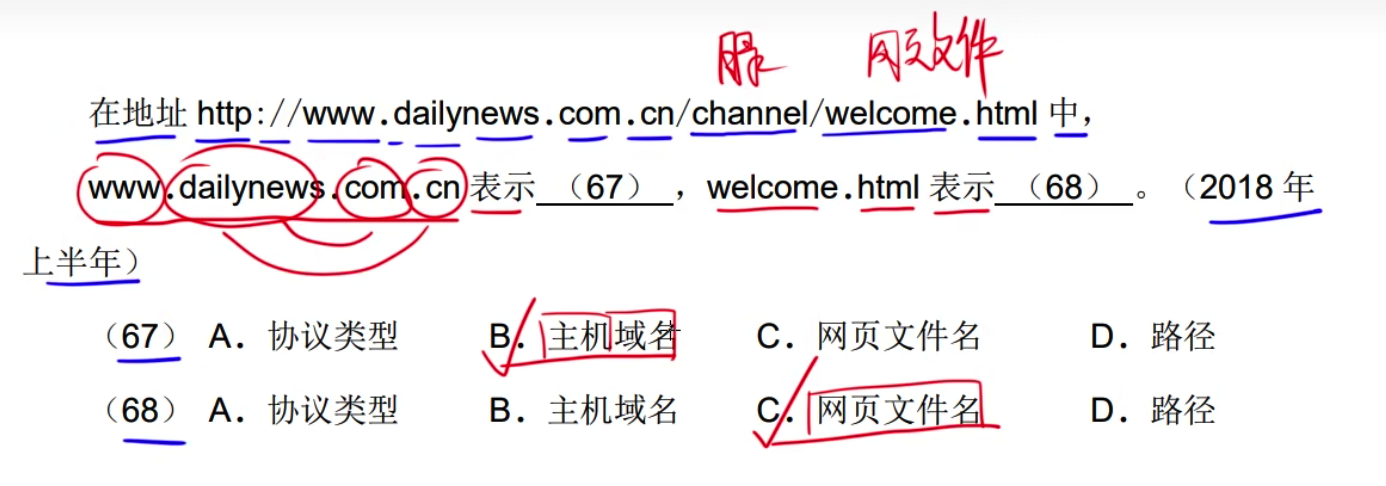 网页文件
在地址 http://www.dailynews.com.cn/channel/welcome.html 中，
www.dailynews.com.cn 表示 （67） ，welcome.html 表示 （68） 。（2018 年
上半年）
（67） A. 协议类型 B. 主机域名 C. 网页文件名 D. 路径
（68） A. 协议类型 B. 主机域名 C. 网页文件名 D. 路径